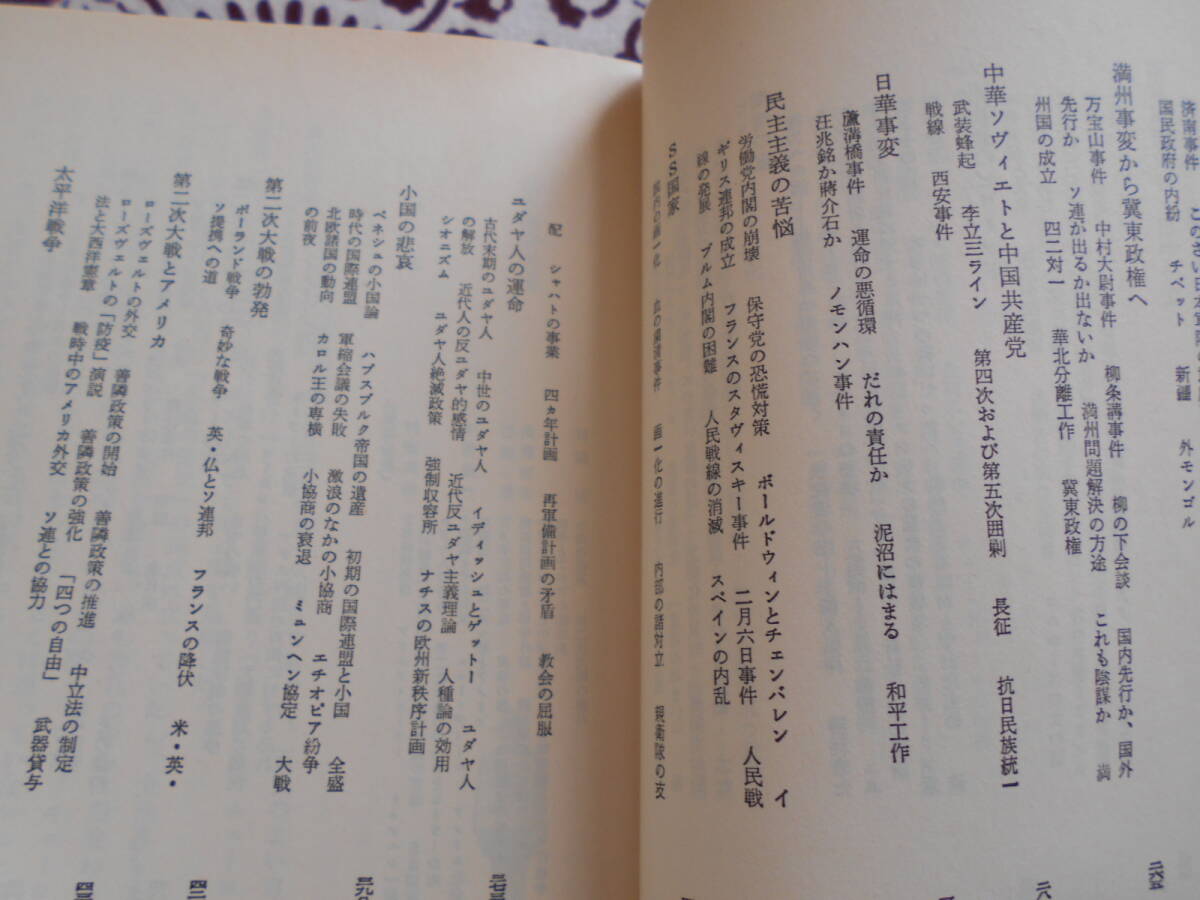 済南事件
国民政府の内紛 チベット 新疆 外モンゴル
満州事変から冀東政権へ
万宝山事件 中村大尉事件 柳条溝事件 柳の下会談 国内先行か、国外
先行か ソ連が出るか出ないか 満州問題解決の方途 これも陰謀か 満
州国の成立 四二対一 華北分離工作 冀東政権
中華ソヴィエトと中国共産党
武装蜂起 李立三ライン 第四次および第五次囲剿 長征 抗日民族統一
戦線 西安事件
日華事変
蘆溝橋事件 運命の悪循環 だれの責任か 泥沼にはまる 和平工作
汪兆銘か蔣介石か ノモンハン事件
民主主義の苦悩
労働党内閣の崩壊 保守党の恐慌対策 ボールドウィンとチェンバレン イ
ギリス連邦の成立 フランスのスタヴィスキー事件 二月六日事件 人民戦
線の発展 ブルム内閣の困難 人民戦線の消滅 スペインの内乱
SS国家
国内の画一化 血の粛清事件 画一化の進行 内部の諸対立 親衛隊の支
配 シャハトの事業 四カ年計画 再軍備計画の矛盾 教会の屈服
ユダヤ人の運命
古代末期のユダヤ人 中世のユダヤ人 イディッシュとゲットー ユダヤ人
の解放 近代人の反ユダヤ的感情 近代反ユダヤ主義理論 人種論の効用
シオニズム ユダヤ人絶滅政策 強制収容所 ナチスの欧州新秩序計画
小国の悲哀
ベネシュの小国論 ハプスブルク帝国の遺産 初期の国際連盟と小国 全盛
時代の国際連盟 軍縮会議の失敗 激浪のなかの小協商 エチオピア紛争
北欧諸国の動向 カロル王の専横 小協商の衰退 ミュンヘン協定 大戦
の前夜
第二次大戦の勃発
ポーランド戦争 奇妙な戦争 英・仏とソ連邦 フランスの降伏 米・英・
ソ提携への道
第二次大戦とアメリカ
ローズヴェルトの外交 善隣政策の開始 善隣政策の推進 中立法の制定
ローズヴェルトの「防疫」演説 善隣政策の強化 「四つの自由」 武器貸与
法と大西洋憲章 戦時中のアメリカ外交 ソ連との協力
太平洋戦争